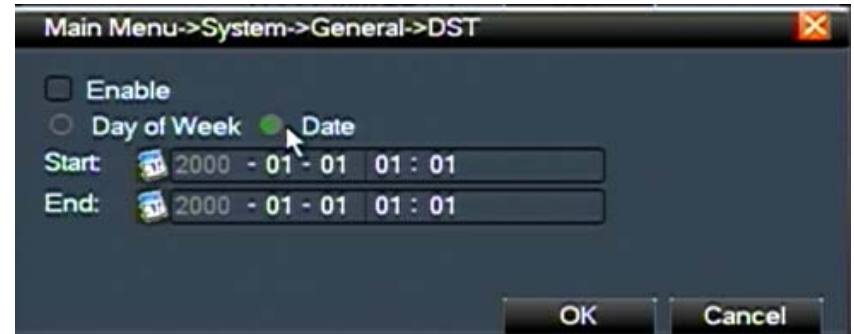 Main Menu->System->General->DST
Enable
Day of Week Date
Start: 2000 - 01 - 01 01 : 01
End: 2000 - 01 - 01 01 : 01
OK Cancel